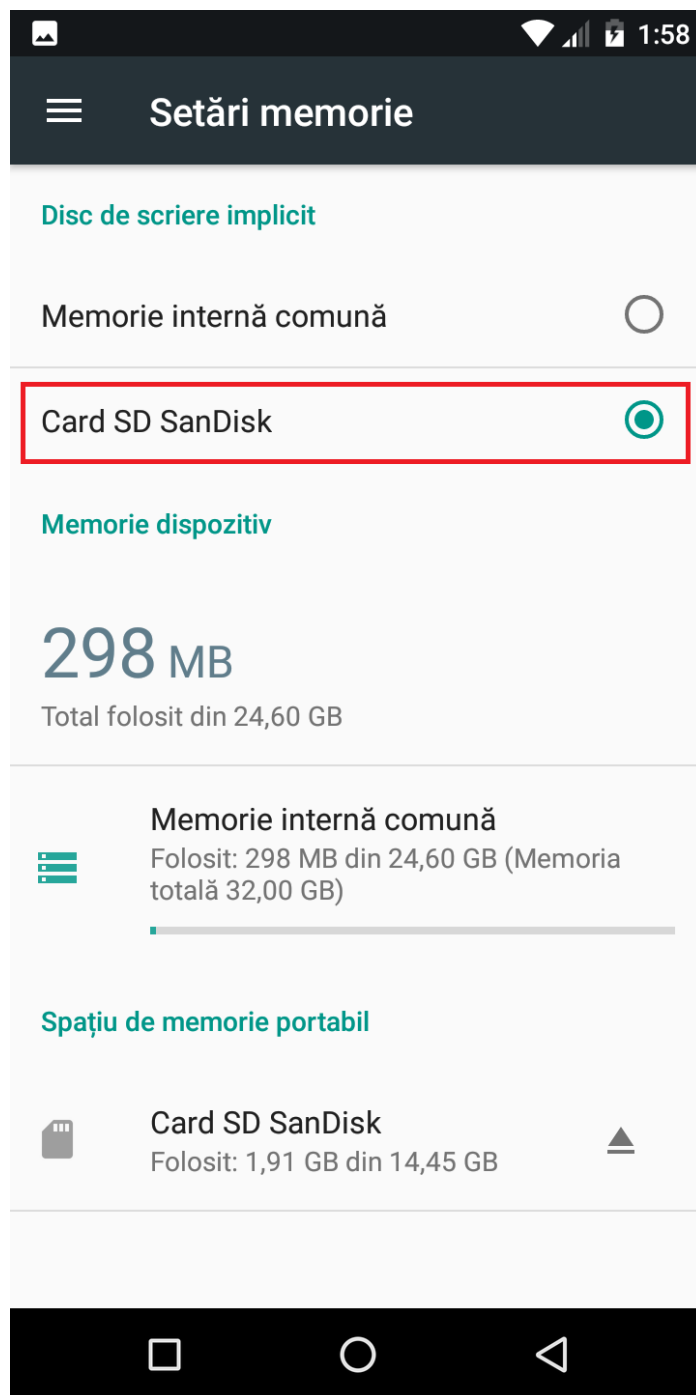 1:58
Setări memorie
Disc de scriere implicit
Memorie internă comună
Card SD SanDisk
Memorie dispozitiv
298 MB
Total folosit din 24,60 GB
Memorie internă comună
Folosit: 298 MB din 24,60 GB (Memoria
totală 32,00 GB)
Spațiu de memorie portabil
Card SD SanDisk
Folosit: 1,91 GB din 14,45 GB